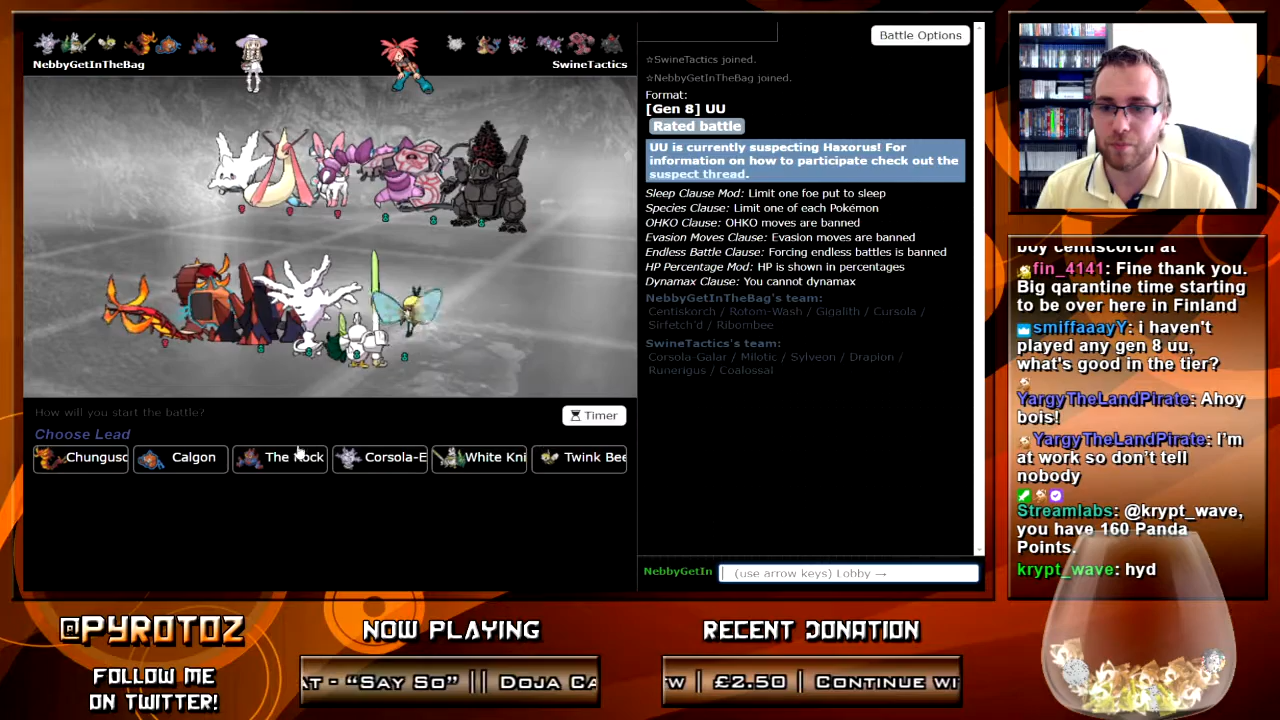 NebbyGetInTheBag
SwineTactics
Battle Options
☆SwineTactics joined.
☆NebbyGetInTheBag joined.
Format:
[Gen 8] UU
Rated battle
UU is currently suspecting Haxorus! For
information on how to participate check out the
suspect thread.
Sleep Clause Mod: Limit one foe put to sleep
Species Clause: Limit one of each Pokémon
OHKO Clause: OHKO moves are banned
Evasion Moves Clause: Evasion moves are banned
Endless Battle Clause: Forcing endless battles is banned
HP Percentage Mod: HP is shown in percentages
Dynamax Clause: You cannot dynamax
NebbyGetInTheBag's team:
Centiskorch / Rotom-Wash / Gigalith / Cursola /
Sirfetch'd / Ribombee
SwineTactics's team:
Corsola-Galar / Milotic / Sylveon / Drapion /
Runerigus / Coalossal
How will you start the battle?
Timer
Choose Lead
Chungusc
Calgon
The Rock
Corsola-E
White Kni
Twink Bee
NebbyGetIn
(use arrow keys) Lobby →
boy centiscorch at
fin_4141: Fine thank you.
Big qarantine time starting
to be over here in Finland
smiffaaayY: i haven't
played any gen 8 uu,
what's good in the tier?
YargyTheLandPirate: Ahoy
bois!
YargyTheLandPirate: I'm
at work so don't tell
nobody
Streamlabs: @krypt_wave,
you have 160 Panda
Points.
krypt_wave: hyd
@PYROTOZ
FOLLOW ME
ON TWITTER!
NOW PLAYING
AT - "SAY SO" || DOJA CA
RECENT DONATION
W | £2.50 | CONTINUE WI